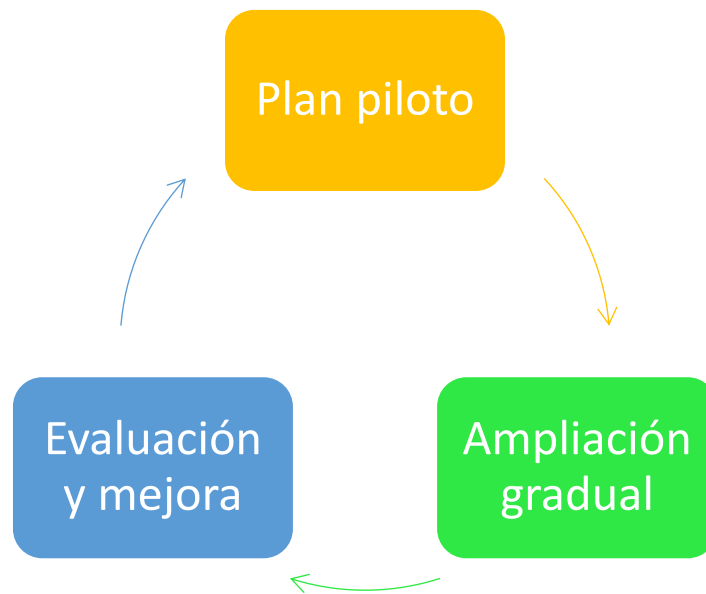 Plan piloto
Evaluación
y mejora
Ampliación
gradual